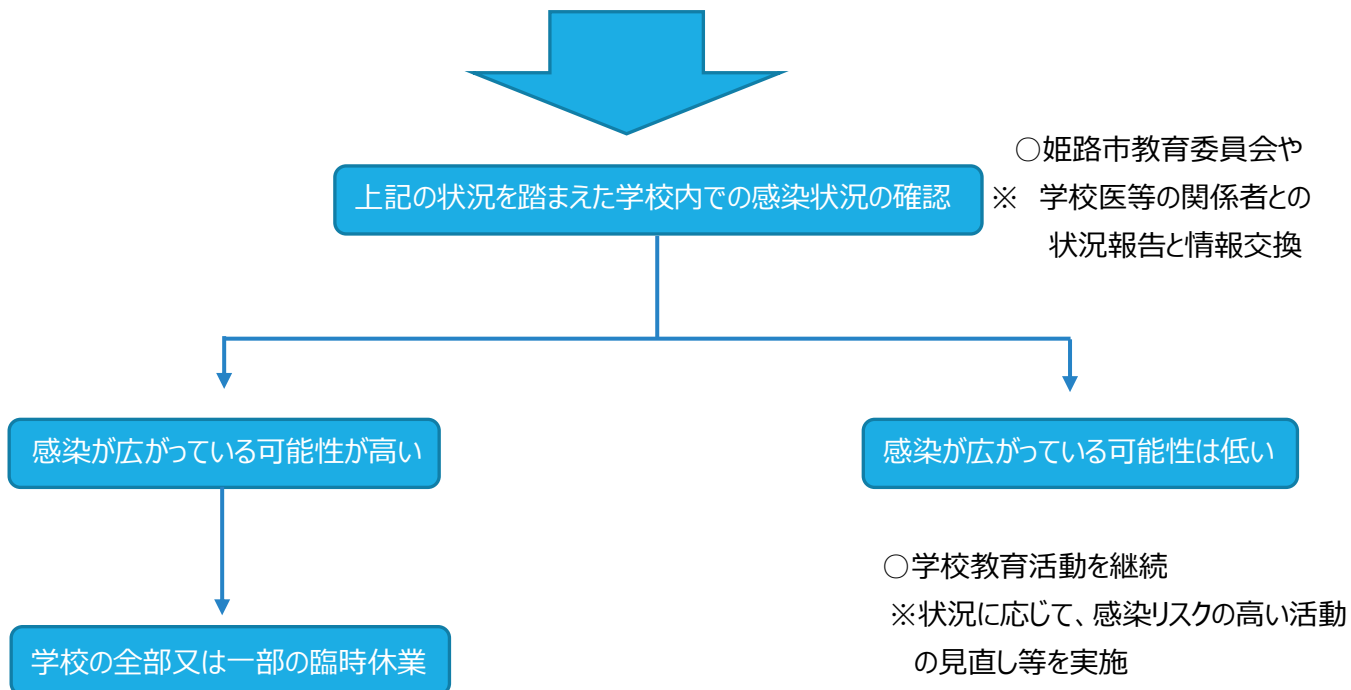 ○姫路市教育委員会や
上記の状況を踏まえた学校内での感染状況の確認
※ 学校医等の関係者との
状況報告と情報交換
感染が広がっている可能性が高い
感染が広がっている可能性は低い
○学校教育活動を継続
※状況に応じて、感染リスクの高い活動
の見直し等を実施
学校の全部又は一部の臨時休業